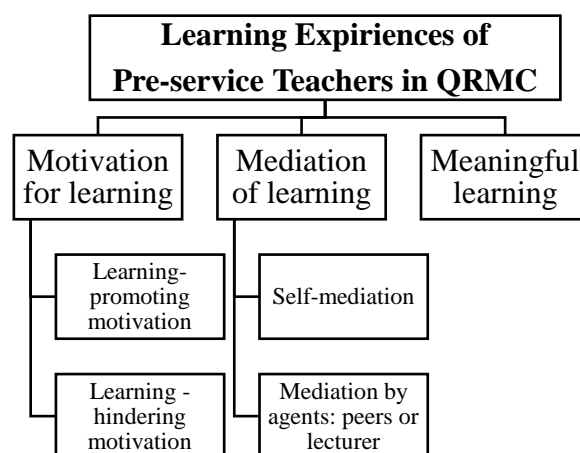 Learning Expiriences of
Pre-service Teachers in QRMC
Motivation
for learning
Mediation
of learning
Meaningful
learning
Learning-
promoting
motivation
Self-mediation
Learning -
hindering
motivation
Mediation by
agents: peers or
lecturer